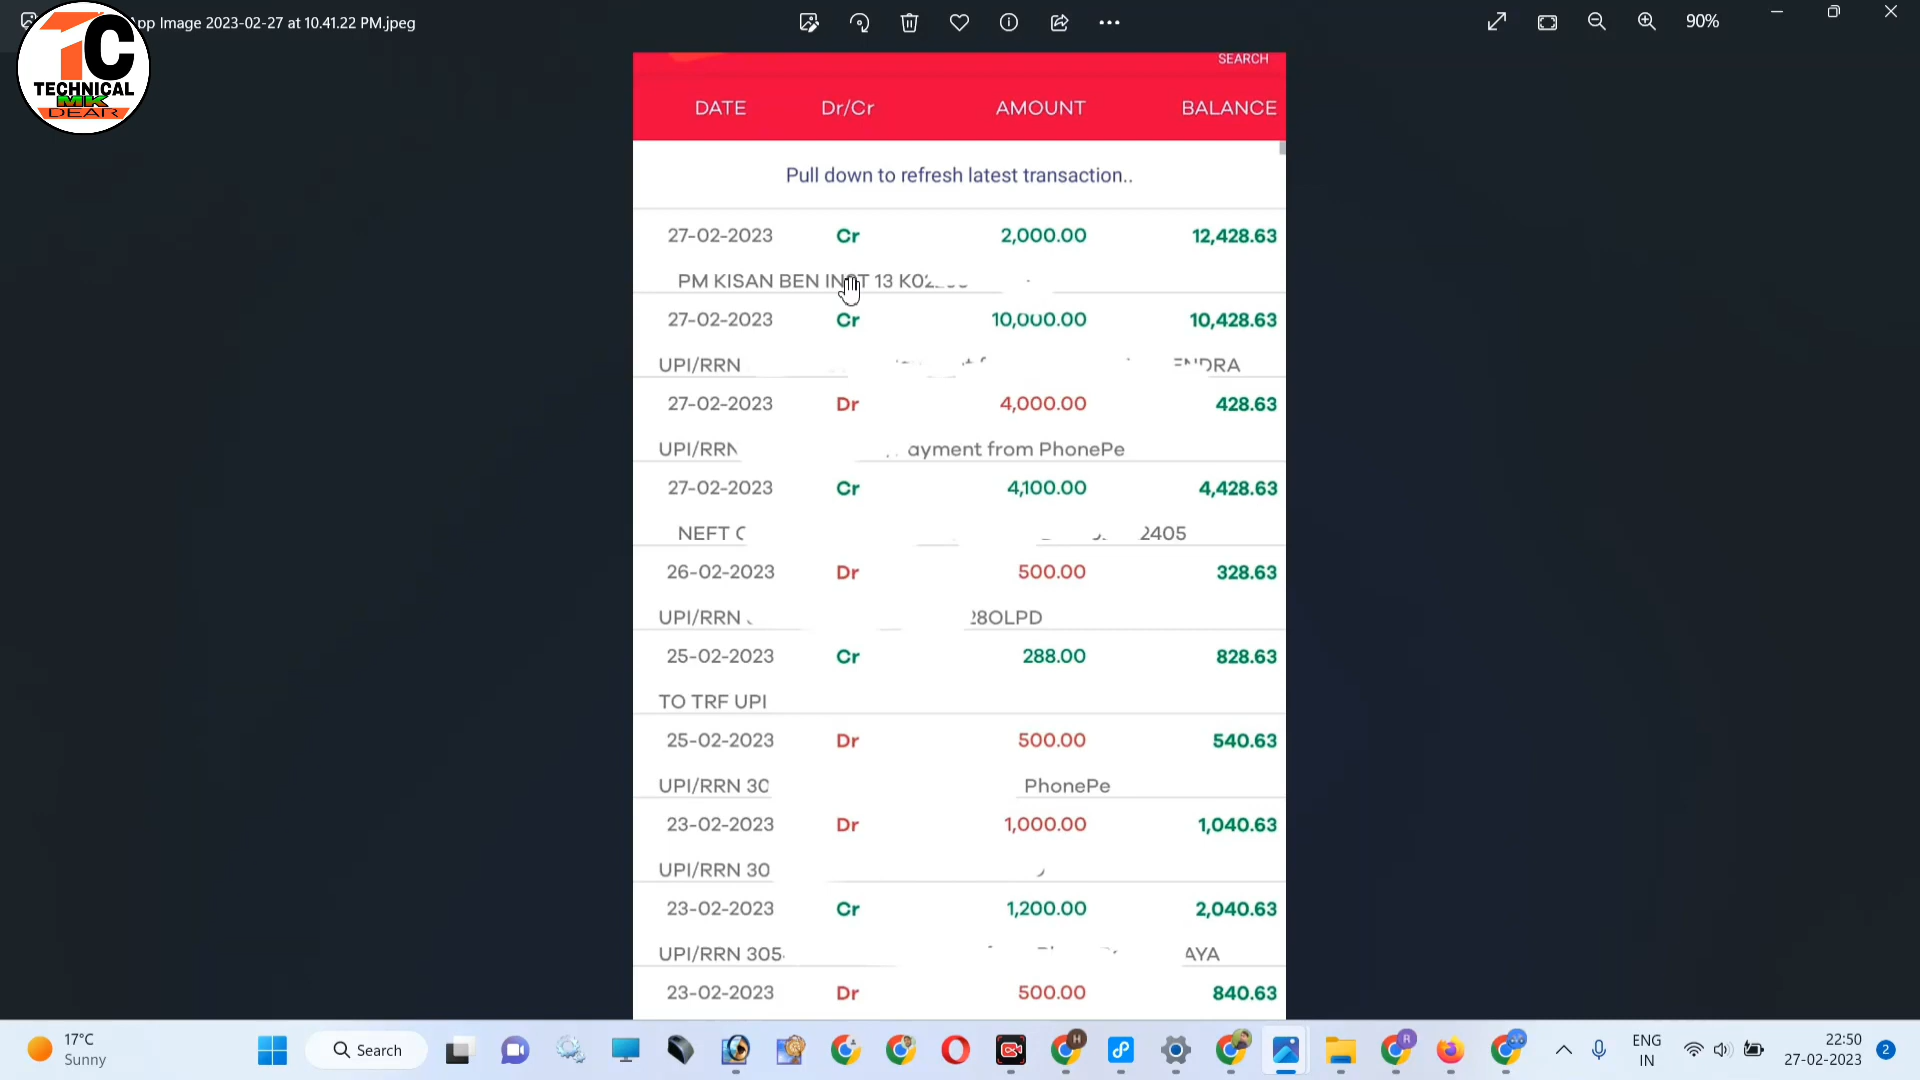 App Image 2023-02-27 at 10.41.22 PM.jpeg
90%
TC
TECHNICAL
MK
DEAR
SEARCH
DATE Dr/Cr AMOUNT BALANCE
Pull down to refresh latest transaction..
27-02-2023 Cr 2,000.00 12,428.63
PM KISAN BEN INST 13
27-02-2023 Cr 10,000.00 10,428.63
UPI/RRN
27-02-2023 Dr 4,000.00 428.63
UPI/RRN ayment from PhonePe
27-02-2023 Cr 4,100.00 4,428.63
NEFT 2405
26-02-2023 Dr 500.00 328.63
UPI/RRN 28OLPD
25-02-2023 Cr 288.00 828.63
TO TRF UPI
25-02-2023 Dr 500.00 540.63
UPI/RRN 30 PhonePe
23-02-2023 Dr 1,000.00 1,040.63
UPI/RRN 30
23-02-2023 Cr 1,200.00 2,040.63
UPI/RRN 305 AYA
23-02-2023 Dr 500.00 840.63
17°C
Sunny
Search
ENG
IN
22:50
27-02-2023
2